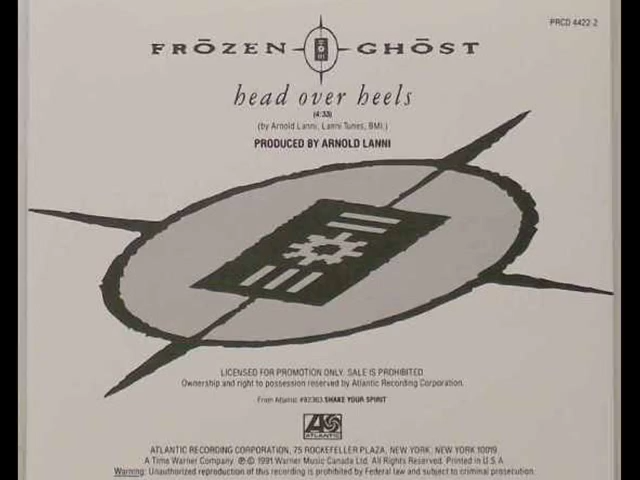 PRCD 4422-2
FRŌZEN GHŌST
head over heels
(4:33)
(by Arnold Lanni, Lanni Tunes, BMI.)
PRODUCED BY ARNOLD LANNI
LICENSED FOR PROMOTION ONLY. SALE IS PROHIBITED
Ownership and right to possession reserved by Atlantic Recording Corporation.
From Atlantic #82363 SHAKE YOUR SPIRIT
ATLANTIC
ATLANTIC RECORDING CORPORATION, 75 ROCKEFELLER PLAZA, NEW YORK, NEW YORK 10019.
A Time Warner Company. ℗ © 1991 Warner Music Canada Ltd. All Rights Reserved. Printed in U.S.A.
Warning: Unauthorized reproduction of this recording is prohibited by Federal law and subject to criminal prosecution.